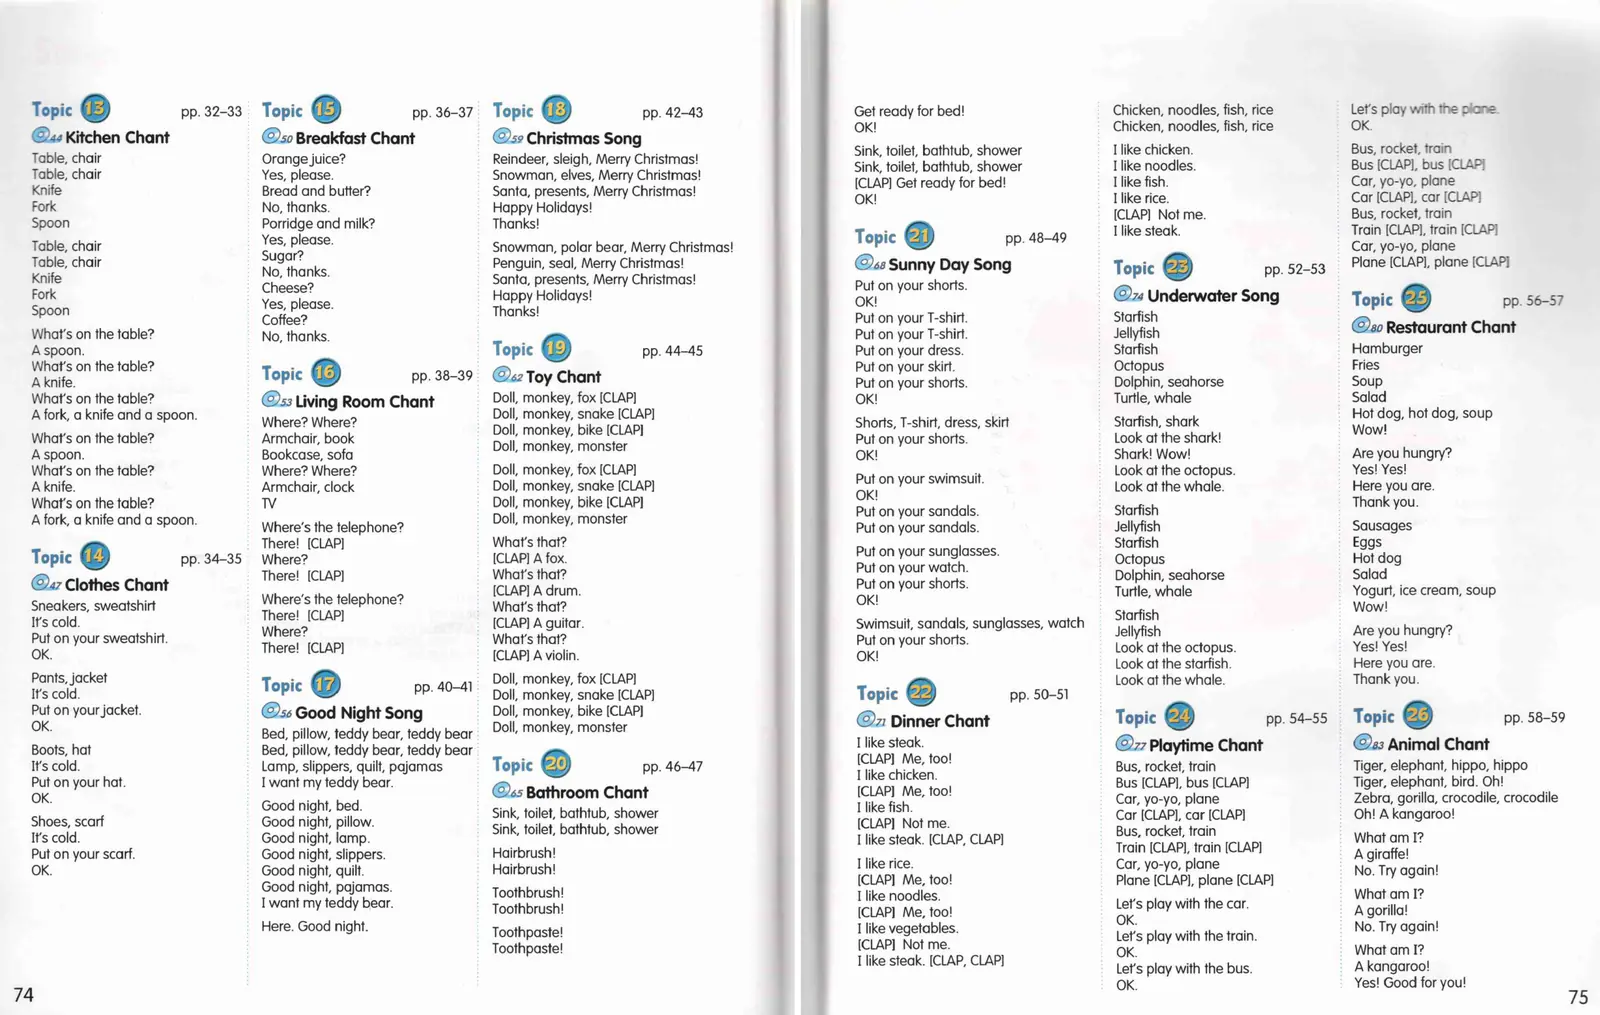 Topic 13 pp. 32–33
44 Kitchen Chant
Table, chair
Table, chair
Knife
Fork
Spoon
Table, chair
Table, chair
Knife
Fork
Spoon
What's on the table?
A spoon.
What's on the table?
A knife.
What's on the table?
A fork, a knife and a spoon.
What's on the table?
A spoon.
What's on the table?
A knife.
What's on the table?
A fork, a knife and a spoon.
Topic 14 pp. 34–35
47 Clothes Chant
Sneakers, sweatshirt
It's cold.
Put on your sweatshirt.
OK.
Pants, jacket
It's cold.
Put on your jacket.
OK.
Boots, hat
It's cold.
Put on your hat.
OK.
Shoes, scarf
It's cold.
Put on your scarf.
OK.
74
Topic 15 pp. 36–37
50 Breakfast Chant
Orange juice?
Yes, please.
Bread and butter?
No, thanks.
Porridge and milk?
Yes, please.
Sugar?
No, thanks.
Cheese?
Yes, please.
Coffee?
No, thanks.
Topic 16 pp. 38–39
53 Living Room Chant
Where? Where?
Armchair, book
Bookcase, sofa
Where? Where?
Armchair, clock
TV
Where's the telephone?
There! [CLAP]
Where?
There! [CLAP]
Where's the telephone?
There! [CLAP]
Where?
There! [CLAP]
Topic 17 pp. 40–41
56 Good Night Song
Bed, pillow, teddy bear, teddy bear
Bed, pillow, teddy bear, teddy bear
Lamp, slippers, quilt, pajamas
I want my teddy bear.
Good night, bed.
Good night, pillow.
Good night, lamp.
Good night, slippers.
Good night, quilt.
Good night, pajamas.
I want my teddy bear.
Here. Good night.
Topic 18 pp. 42–43
59 Christmas Song
Reindeer, sleigh, Merry Christmas!
Snowman, elves, Merry Christmas!
Santa, presents, Merry Christmas!
Happy Holidays!
Thanks!
Snowman, polar bear, Merry Christmas!
Penguin, seal, Merry Christmas!
Santa, presents, Merry Christmas!
Happy Holidays!
Thanks!
Topic 19 pp. 44–45
62 Toy Chant
Doll, monkey, fox [CLAP]
Doll, monkey, snake [CLAP]
Doll, monkey, bike [CLAP]
Doll, monkey, monster
Doll, monkey, fox [CLAP]
Doll, monkey, snake [CLAP]
Doll, monkey, bike [CLAP]
Doll, monkey, monster
What's that?
[CLAP] A fox.
What's that?
[CLAP] A drum.
What's that?
[CLAP] A guitar.
What's that?
[CLAP] A violin.
Doll, monkey, fox [CLAP]
Doll, monkey, snake [CLAP]
Doll, monkey, bike [CLAP]
Doll, monkey, monster
Topic 20 pp. 46–47
65 Bathroom Chant
Sink, toilet, bathtub, shower
Sink, toilet, bathtub, shower
Hairbrush!
Hairbrush!
Toothbrush!
Toothbrush!
Toothpaste!
Toothpaste!
Get ready for bed!
OK!
Sink, toilet, bathtub, shower
Sink, toilet, bathtub, shower
[CLAP] Get ready for bed!
OK!
Topic 21 pp. 48–49
68 Sunny Day Song
Put on your shorts.
OK!
Put on your T-shirt.
Put on your T-shirt.
Put on your dress.
Put on your skirt.
Put on your shorts.
OK!
Shorts, T-shirt, dress, skirt
Put on your shorts.
OK!
Put on your swimsuit.
OK!
Put on your sandals.
Put on your sandals.
Put on your sunglasses.
Put on your watch.
Put on your shorts.
OK!
Swimsuit, sandals, sunglasses, watch
Put on your shorts.
OK!
Topic 22 pp. 50–51
71 Dinner Chant
I like steak.
[CLAP] Me, too!
I like chicken.
[CLAP] Me, too!
I like fish.
[CLAP] Not me.
I like steak. [CLAP, CLAP]
I like rice.
[CLAP] Me, too!
I like noodles.
[CLAP] Me, too!
I like vegetables.
[CLAP] Not me.
I like steak. [CLAP, CLAP]
Chicken, noodles, fish, rice
Chicken, noodles, fish, rice
I like chicken.
I like noodles.
I like fish.
I like rice.
[CLAP] Not me.
I like steak.
Topic 23 pp. 52–53
74 Underwater Song
Starfish
Jellyfish
Starfish
Octopus
Dolphin, seahorse
Turtle, whale
Starfish, shark
Look at the shark!
Shark! Wow!
Look at the octopus.
Look at the whale.
Starfish
Jellyfish
Starfish
Octopus
Dolphin, seahorse
Turtle, whale
Starfish
Jellyfish
Look at the octopus.
Look at the starfish.
Look at the whale.
Topic 24 pp. 54–55
77 Playtime Chant
Bus, rocket, train
Bus [CLAP], bus [CLAP]
Car, yo-yo, plane
Car [CLAP], car [CLAP]
Bus, rocket, train
Train [CLAP], train [CLAP]
Car, yo-yo, plane
Plane [CLAP], plane [CLAP]
Let's play with the car.
OK.
Let's play with the train.
OK.
Let's play with the bus.
OK.
Let's play with the plane.
OK.
Bus, rocket, train
Bus [CLAP], bus [CLAP]
Car, yo-yo, plane
Car [CLAP], car [CLAP]
Bus, rocket, train
Train [CLAP], train [CLAP]
Car, yo-yo, plane
Plane [CLAP], plane [CLAP]
Topic 25 pp. 56–57
80 Restaurant Chant
Hamburger
Fries
Soup
Salad
Hot dog, hot dog, soup
Wow!
Are you hungry?
Yes! Yes!
Here you are.
Thank you.
Sausages
Eggs
Hot dog
Salad
Yogurt, ice cream, soup
Wow!
Are you hungry?
Yes! Yes!
Here you are.
Thank you.
Topic 26 pp. 58–59
83 Animal Chant
Tiger, elephant, hippo, hippo
Tiger, elephant, bird. Oh!
Zebra, gorilla, crocodile, crocodile
Oh! A kangaroo!
What am I?
A giraffe!
No. Try again!
What am I?
A gorilla!
No. Try again!
What am I?
A kangaroo!
Yes! Good for you!
75